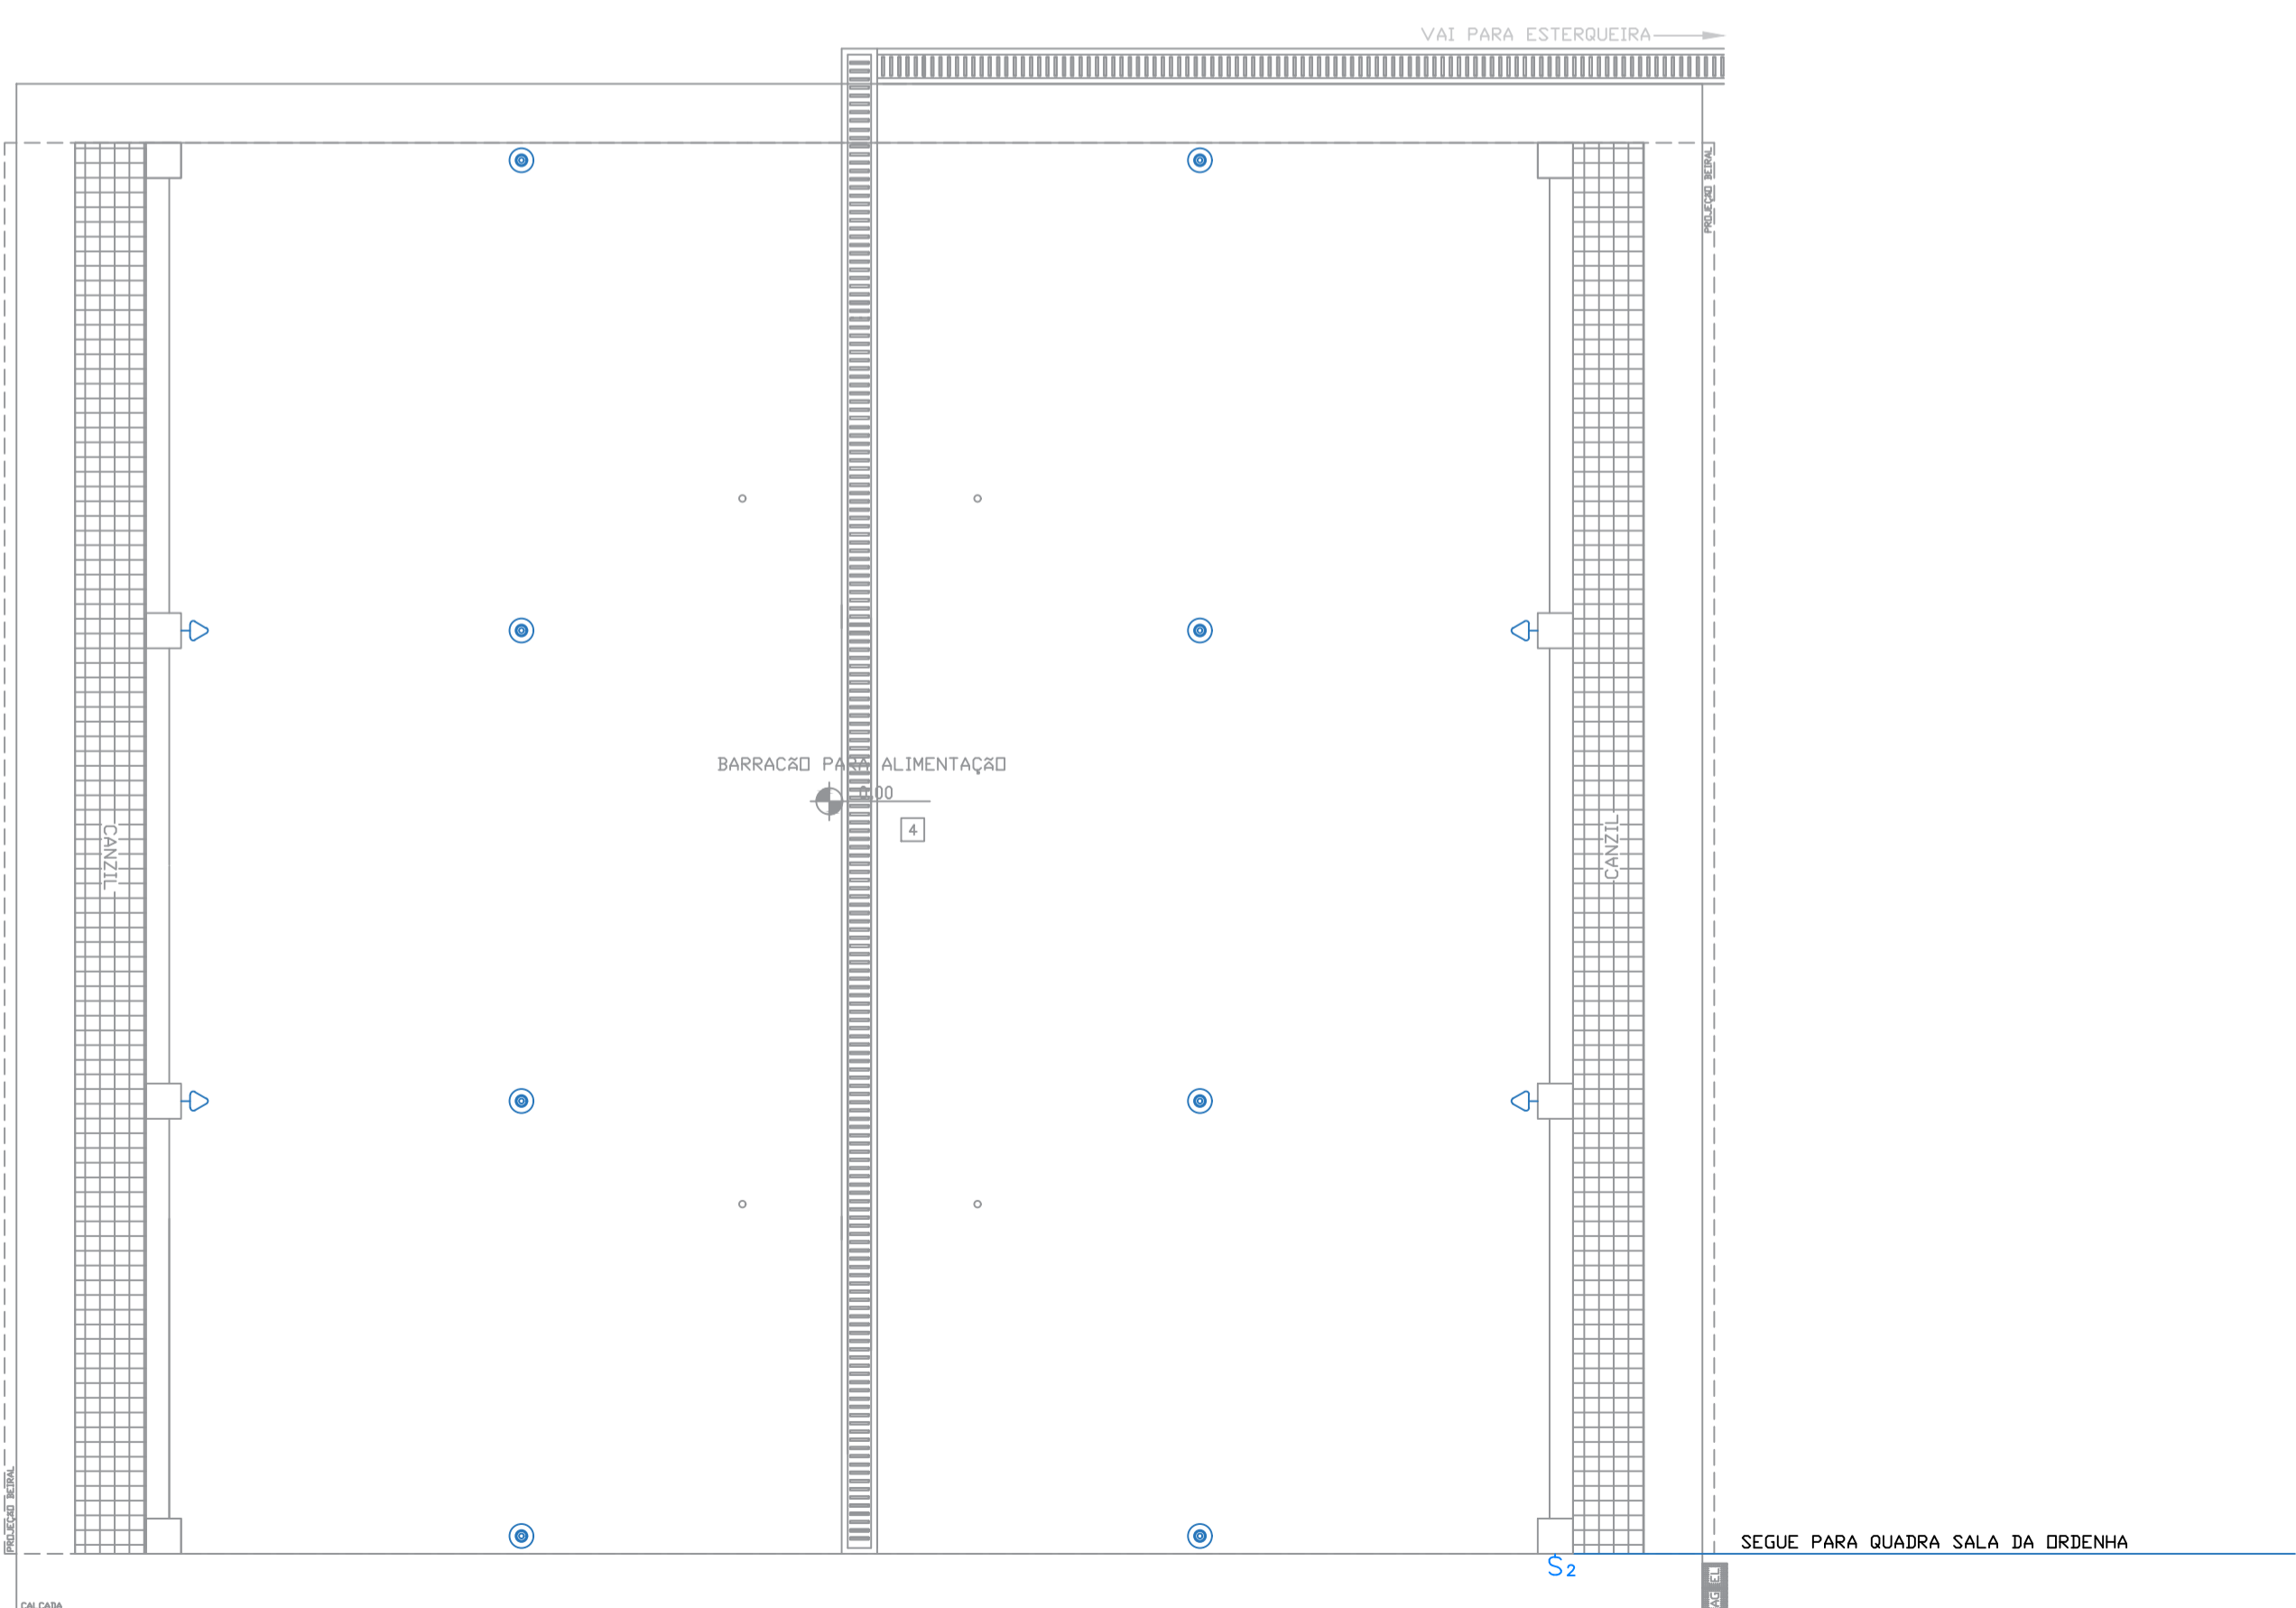 VAI PARA ESTERQUEIRA
PROJEÇÃO BEIRAL
BARRACÃO PARA ALIMENTAÇÃO
0.00
4
CANZIL
CANZIL
PROJEÇÃO BEIRAL
SEGUE PARA QUADRA SALA DA ORDENHA
S2
CALÇADA